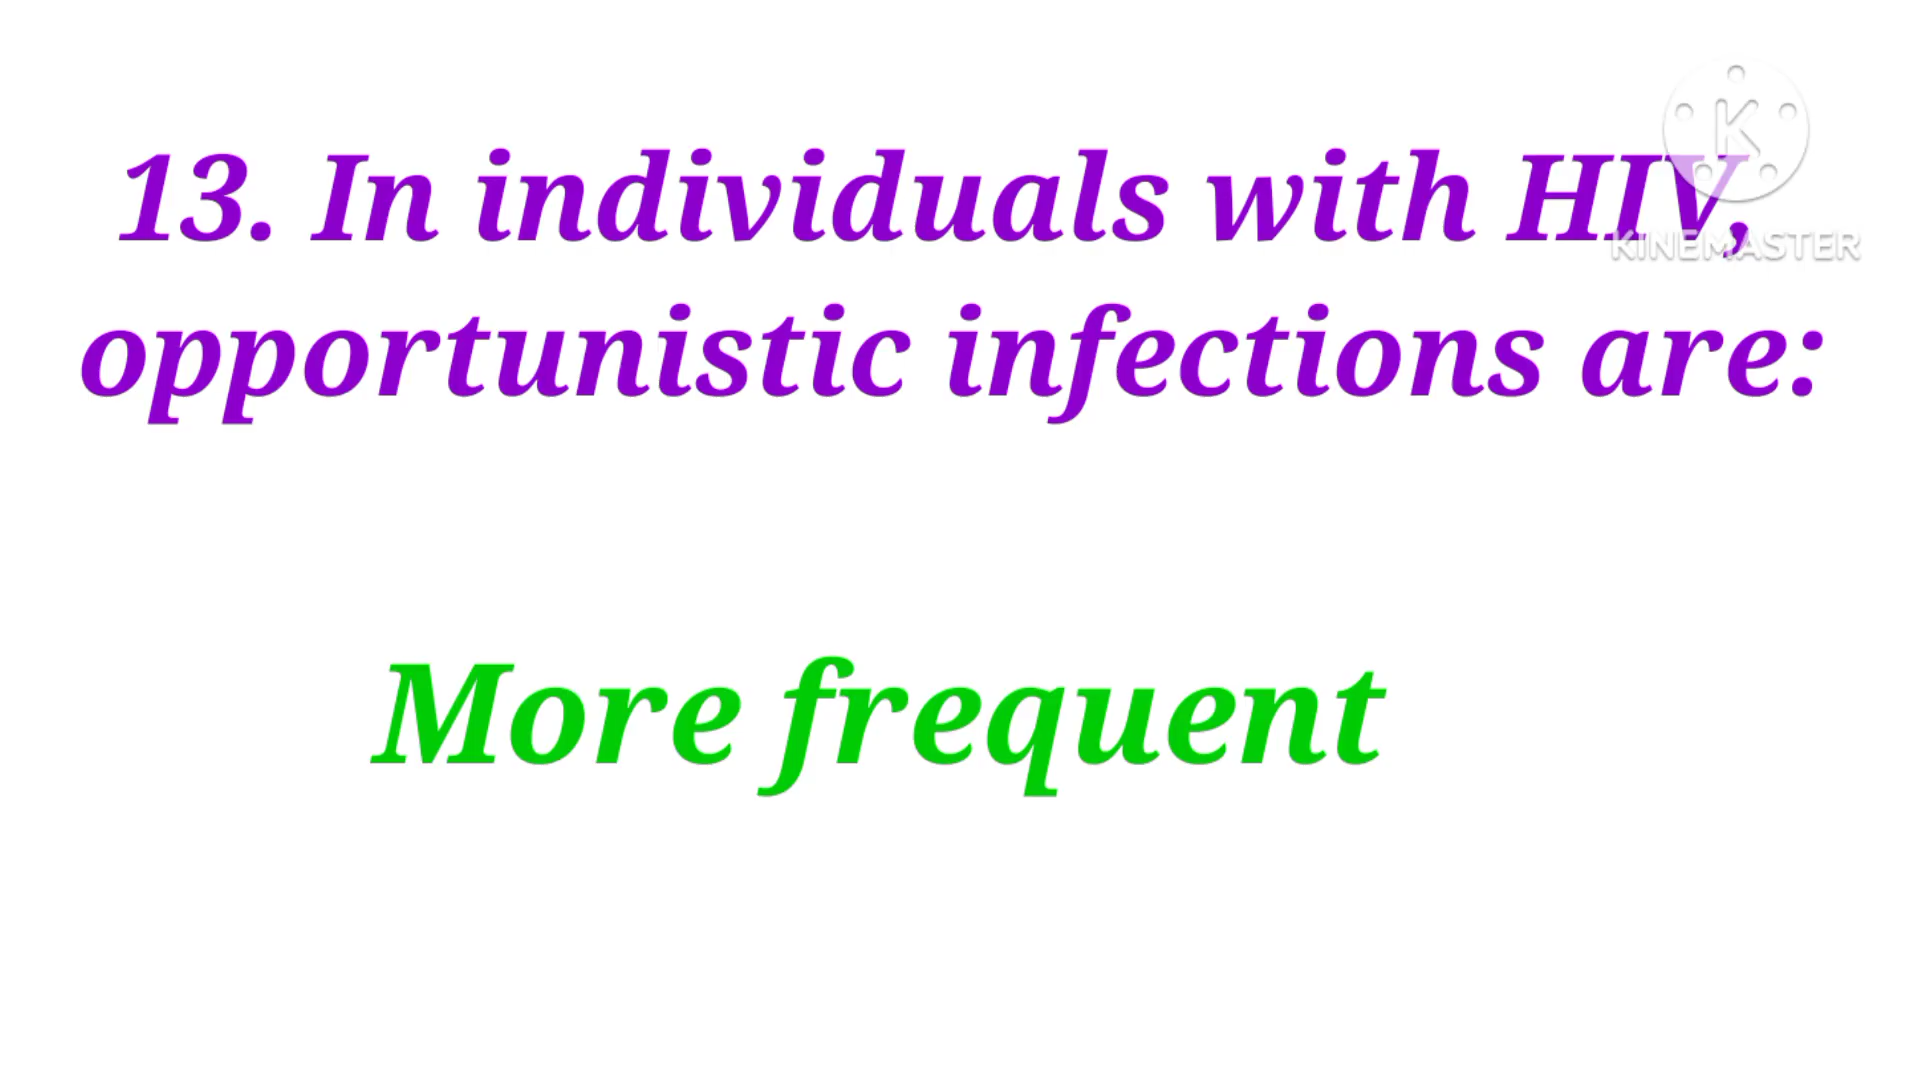 13. In individuals with HIV,
KINEMASTER
opportunistic infections are:
More frequent